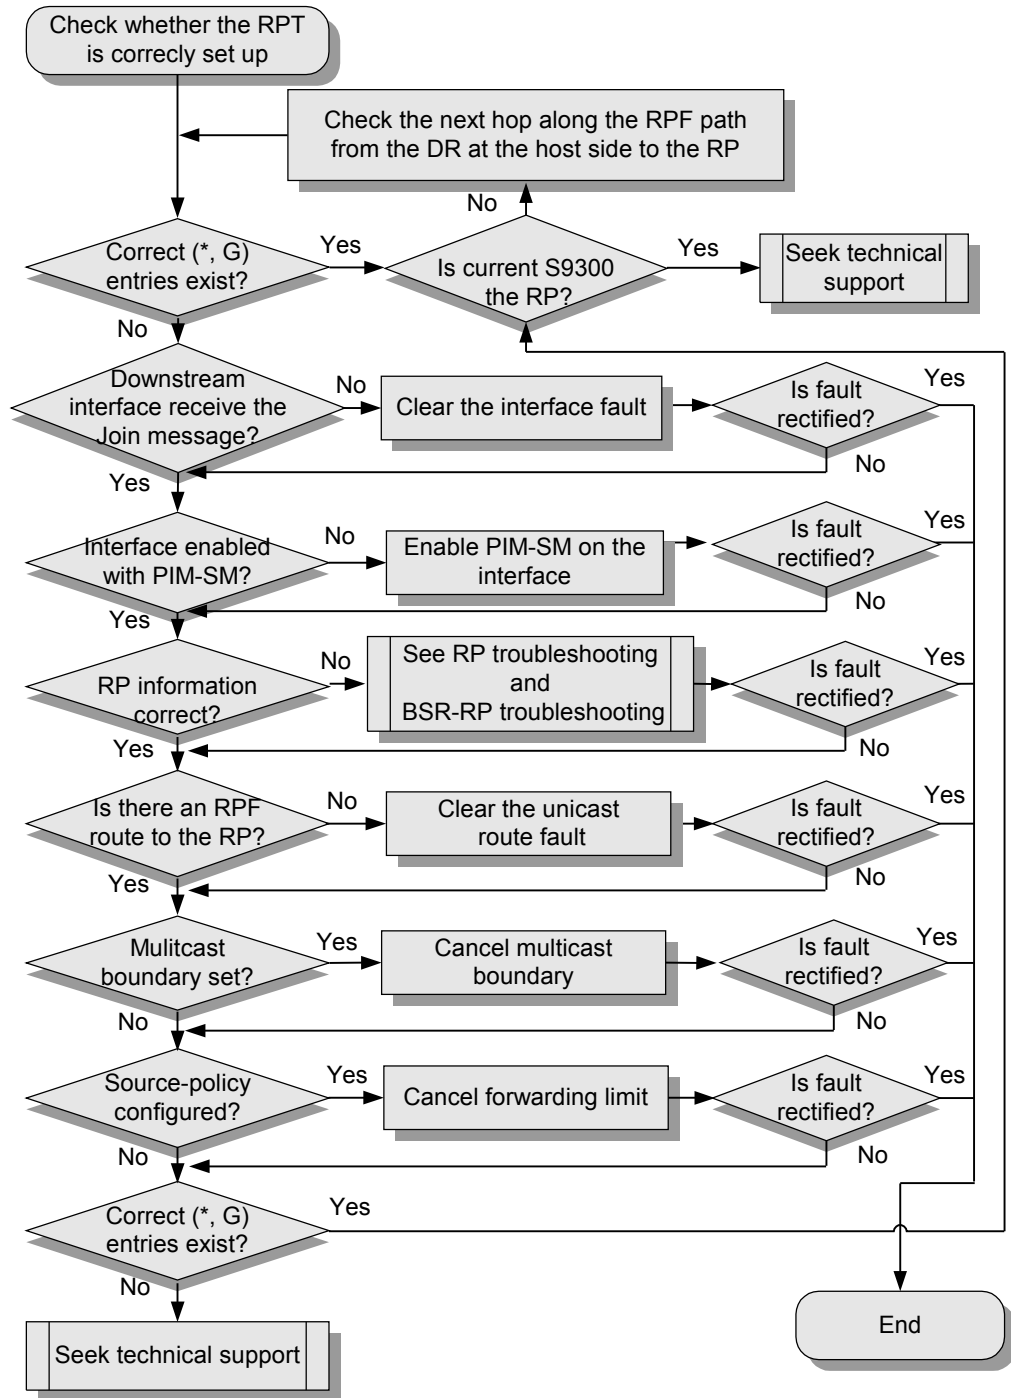 Check whether the RPT
is correcly set up
Check the next hop along the RPF path
from the DR at the host side to the RP
No
Correct (*, G)
entries exist?
Yes
Is current S9300
the RP?
Yes
Seek technical
support
No
Downstream
interface receive the
Join message?
No
Clear the interface fault
Is fault
rectified?
Yes
No
Yes
Interface enabled
with PIM-SM?
No
Enable PIM-SM on the
interface
Is fault
rectified?
Yes
No
Yes
RP information
correct?
No
See RP troubleshooting
and
BSR-RP troubleshooting
Is fault
rectified?
Yes
No
Yes
Is there an RPF
route to the RP?
No
Clear the unicast
route fault
Is fault
rectified?
Yes
No
Yes
Mulitcast
boundary set?
Yes
Cancel multicast
boundary
Is fault
rectified?
Yes
No
No
Source-policy
configured?
Yes
Cancel forwarding limit
Is fault
rectified?
Yes
No
No
Correct (*, G)
entries exist?
Yes
No
Seek technical support
End